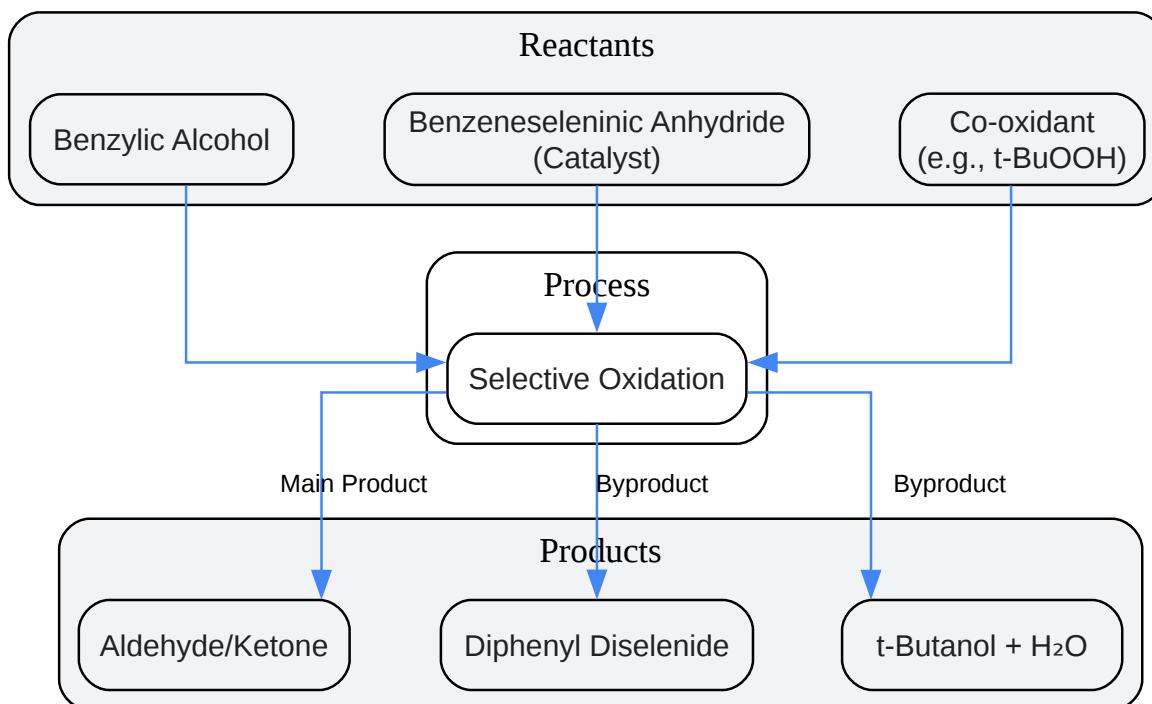 Reactants
Benzylic Alcohol
Benzeneseleninic Anhydride
(Catalyst)
Co-oxidant
(e.g., t-BuOOH)
Process
Selective Oxidation
Main Product
Byproduct
Byproduct
Products
Aldehyde/Ketone
Diphenyl Diselenide
t-Butanol + H₂O